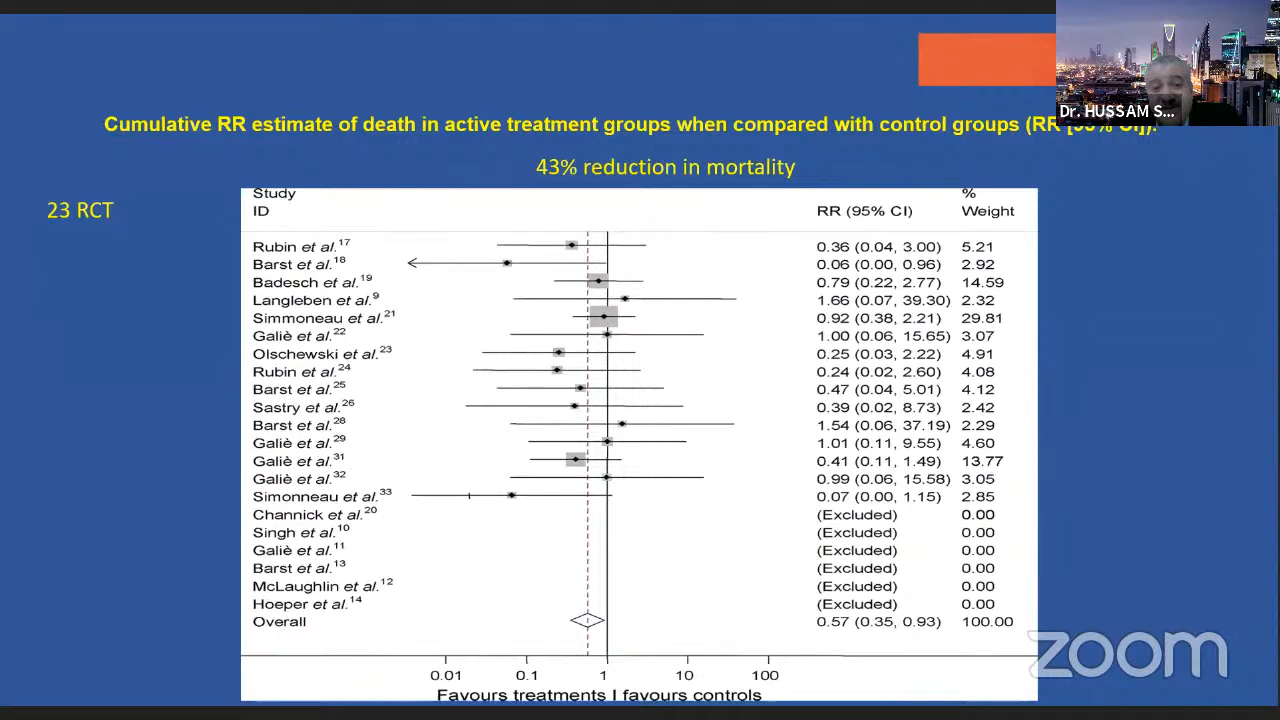 Dr. HUSSAM S...
Cumulative RR estimate of death in active treatment groups when compared with control groups (RR [95% CI]).
43% reduction in mortality
23 RCT
Study %
ID RR (95% CI) Weight
Rubin et al.17 0.36 (0.04, 3.00) 5.21
Barst et al.18 0.06 (0.00, 0.96) 2.92
Badesch et al.19 0.79 (0.22, 2.77) 14.59
Langleben et al.9 1.66 (0.07, 39.30) 2.32
Simmoneau et al.21 0.92 (0.38, 2.21) 29.81
Galiè et al.22 1.00 (0.06, 15.65) 3.07
Olschewski et al.23 0.25 (0.03, 2.22) 4.91
Rubin et al.24 0.24 (0.02, 2.60) 4.08
Barst et al.25 0.47 (0.04, 5.01) 4.12
Sastry et al.26 0.39 (0.02, 8.73) 2.42
Barst et al.28 1.54 (0.06, 37.19) 2.29
Galiè et al.29 1.01 (0.11, 9.55) 4.60
Galiè et al.31 0.41 (0.11, 1.49) 13.77
Galiè et al.32 0.99 (0.06, 15.58) 3.05
Simonneau et al.33 0.07 (0.00, 1.15) 2.85
Channick et al.20 (Excluded) 0.00
Singh et al.10 (Excluded) 0.00
Galiè et al.11 (Excluded) 0.00
Barst et al.13 (Excluded) 0.00
McLaughlin et al.12 (Excluded) 0.00
Hoeper et al.14 (Excluded) 0.00
Overall 0.57 (0.35, 0.93) 100.00
0.01 0.1 1 10 100
Favours treatments I favours controls
zoom